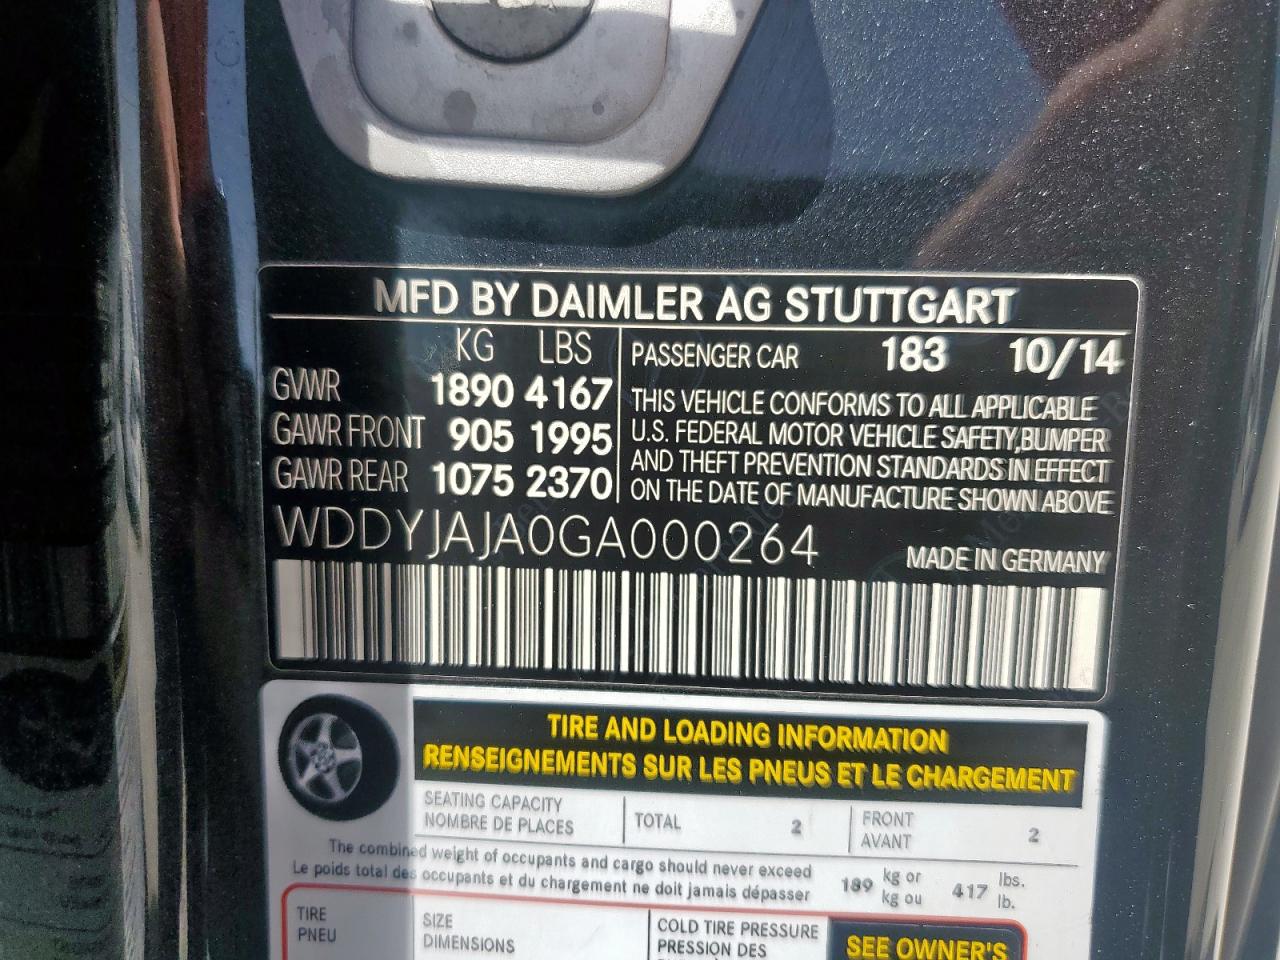 MFD BY DAIMLER AG STUTTGART
KG LBS
GVWR 1890 4167
GAWR FRONT 905 1995
GAWR REAR 1075 2370
PASSENGER CAR 183 10/14
THIS VEHICLE CONFORMS TO ALL APPLICABLE
U.S. FEDERAL MOTOR VEHICLE SAFETY,BUMPER
AND THEFT PREVENTION STANDARDS IN EFFECT
ON THE DATE OF MANUFACTURE SHOWN ABOVE
WDDYJAJA0GA000264
MADE IN GERMANY
TIRE AND LOADING INFORMATION
RENSEIGNEMENTS SUR LES PNEUS ET LE CHARGEMENT
SEATING CAPACITY
NOMBRE DE PLACES
TOTAL 2
FRONT
AVANT
2
The combined weight of occupants and cargo should never exceed
Le poids total des occupants et du chargement ne doit jamais dépasser
189 kg or
kg ou
417 lbs.
lb.
TIRE
PNEU
SIZE
DIMENSIONS
COLD TIRE PRESSURE
PRESSION DES
SEE OWNER'S